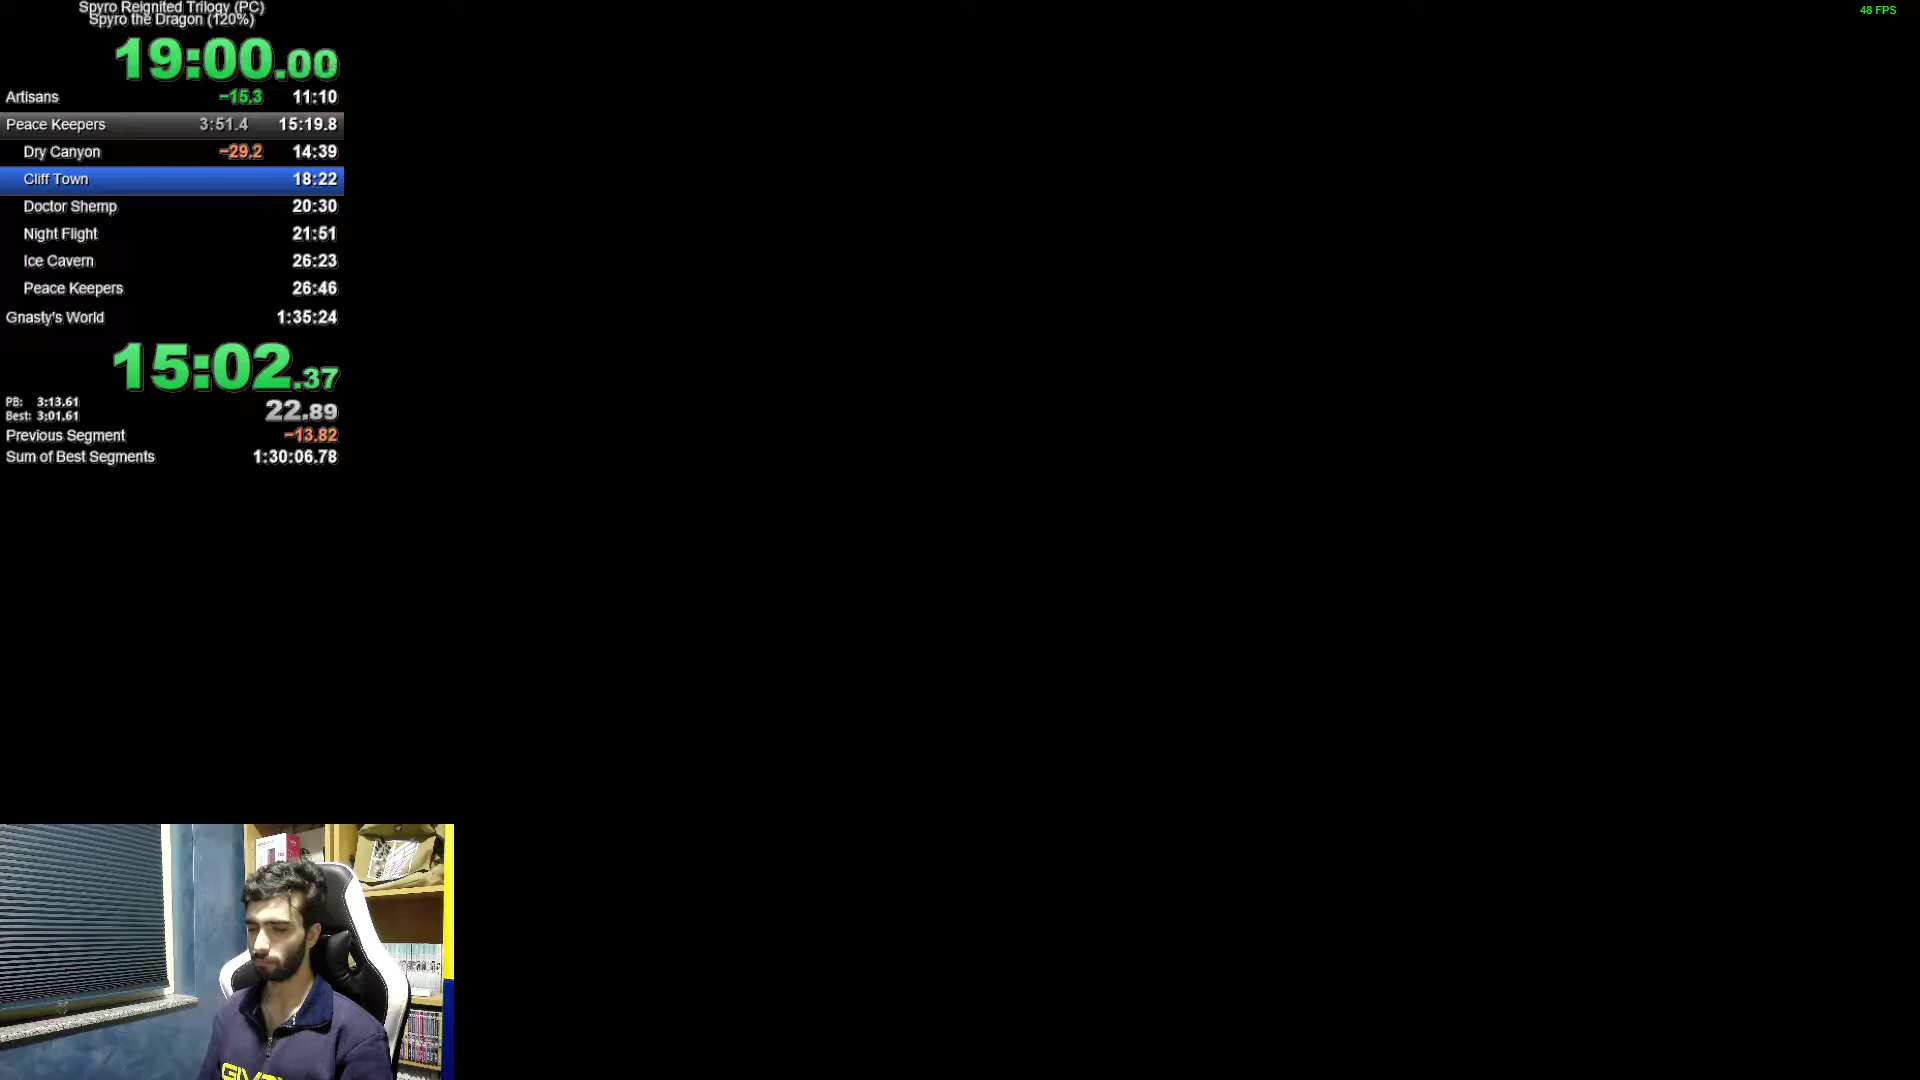 Spyro Reignited Trilogy (PC)
Spyro the Dragon (120%)
48 FPS
19:00.00
Artisans −15.3 11:10
Peace Keepers 3:51.4 15:19.8
Dry Canyon −29.2 14:39
Cliff Town 18:22
Doctor Shemp 20:30
Night Flight 21:51
Ice Cavern 26:23
Peace Keepers 26:46
Gnasty's World 1:35:24
15:02.37
PB: 3:13.61
Best: 3:01.61
22.89
Previous Segment −13.82
Sum of Best Segments 1:30:06.78